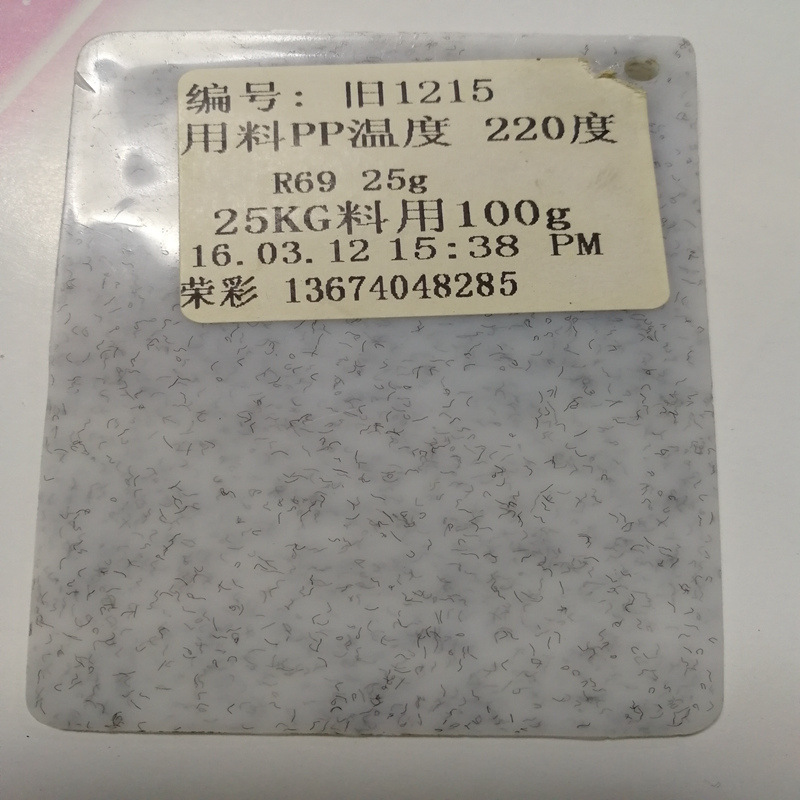 编号: 旧1215
用料PP温度 220度
R69 25g
25KG料用100g
16.03.12 15:38 PM
荣彩 13674048285